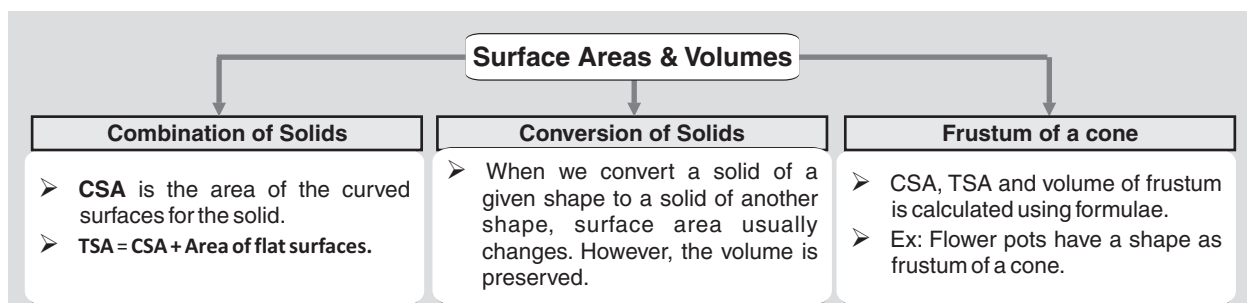 Surface Areas & Volumes
Combination of Solids
➢ CSA is the area of the curved
surfaces for the solid.
➢ TSA = CSA + Area of flat surfaces.
Conversion of Solids
➢ When we convert a solid of a
given shape to a solid of another
shape, surface area usually
changes. However, the volume is
preserved.
Frustum of a cone
➢ CSA, TSA and volume of frustum
is calculated using formulae.
➢ Ex: Flower pots have a shape as
frustum of a cone.